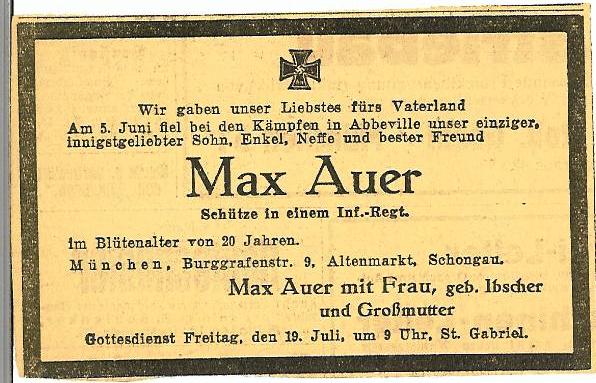 Wir gaben unser Liebstes fürs Vaterland
Am 5. Juni fiel bei den Kämpfen in Abbeville unser einziger,
innigstgeliebter Sohn, Enkel, Neffe und bester Freund
Max Auer
Schütze in einem Inf.-Regt.
im Blütenalter von 20 Jahren.
München, Burggrafenstr. 9, Altenmarkt, Schongau.
Max Auer mit Frau, geb. Ibscher
und Großmutter
Gottesdienst Freitag, den 19. Juli, um 9 Uhr, St. Gabriel.